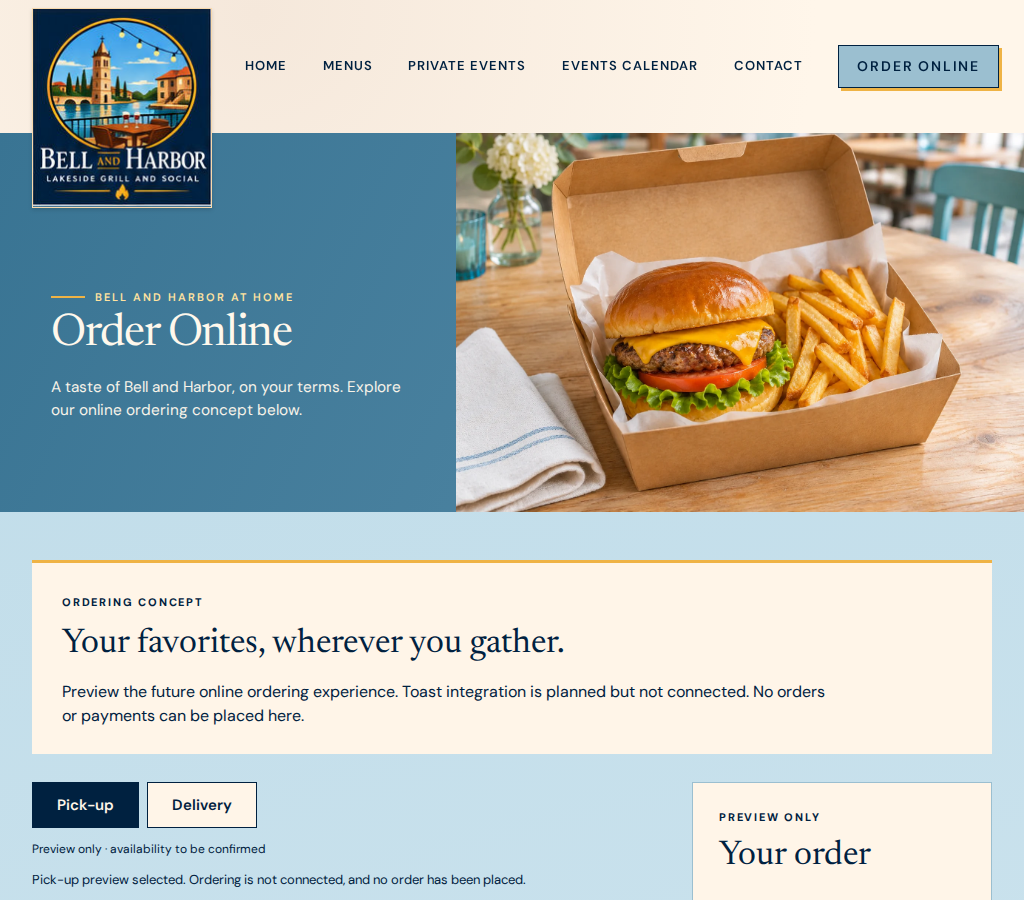 BELL AND HARBOR
LAKESIDE GRILL AND SOCIAL
HOME
MENUS
PRIVATE EVENTS
EVENTS CALENDAR
CONTACT
ORDER ONLINE
BELL AND HARBOR AT HOME
Order Online
A taste of Bell and Harbor, on your terms. Explore
our online ordering concept below.
ORDERING CONCEPT
Your favorites, wherever you gather.
Preview the future online ordering experience. Toast integration is planned but not connected. No orders
or payments can be placed here.
Pick-up
Delivery
Preview only · availability to be confirmed
Pick-up preview selected. Ordering is not connected, and no order has been placed.
PREVIEW ONLY
Your order